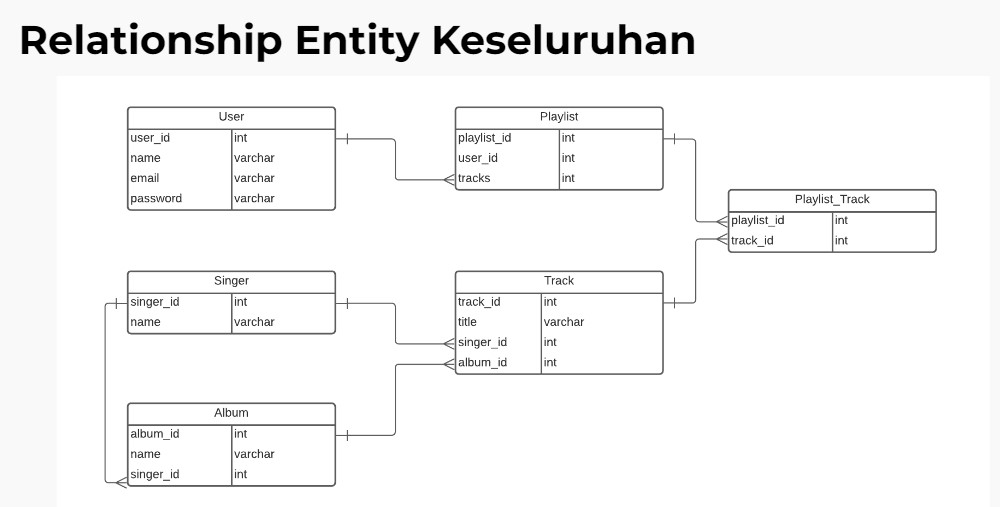 Relationship Entity Keseluruhan
User
user_id int
name varchar
email varchar
password varchar
Playlist
playlist_id int
user_id int
tracks int
Playlist_Track
playlist_id int
track_id int
Singer
singer_id int
name varchar
Track
track_id int
title varchar
singer_id int
album_id int
Album
album_id int
name varchar
singer_id int